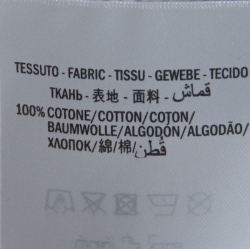 TESSUTO - FABRIC - TISSU - GEWEBE - TECIDO
ТКАНЬ - 表地 - 面料 - قماش
100% COTONE/COTTON/COTON/
BAUMWOLLE/ALGODÓN/ALGODÃO/
ХЛОПОК/綿/棉/قطن